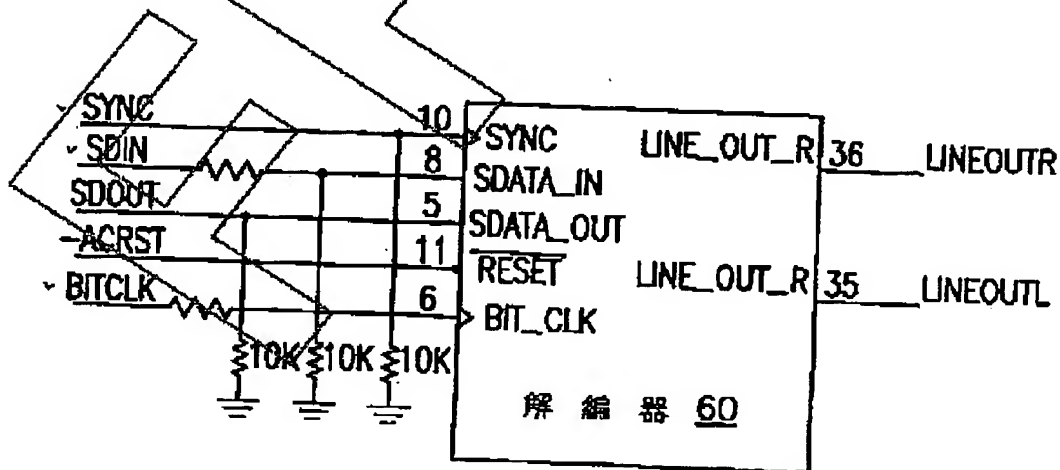 SYNC
SDIN
SDOUT
-ACRST
BITCLK
10
8
5
11
6
SYNC
SDATA_IN
SDATA_OUT
RESET
BIT_CLK
LINE_OUT_R 36 LINEOUTR
LINE_OUT_R 35 LINEOUTL
10K 10K 10K
解編器 60